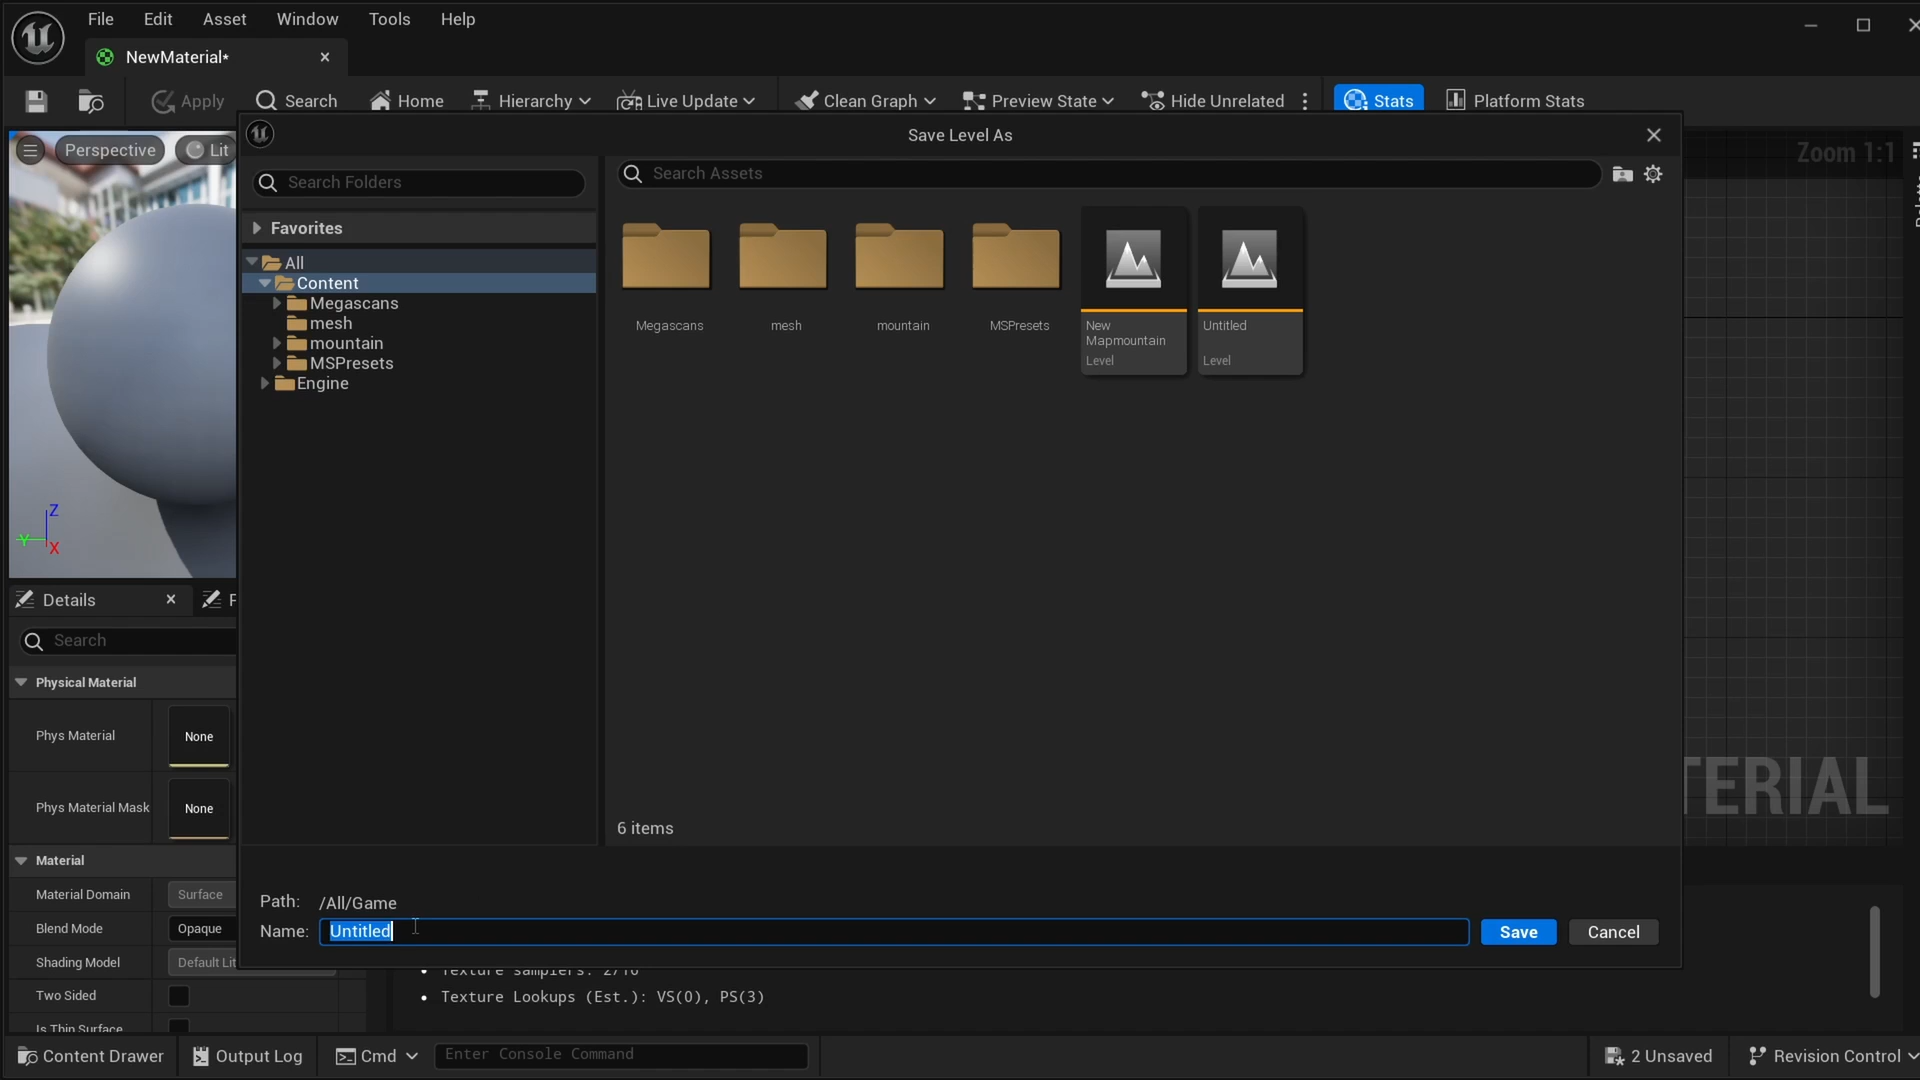 File Edit Asset Window Tools Help
NewMaterial*
Apply Search Home Hierarchy Live Update Clean Graph Preview State Hide Unrelated Stats Platform Stats
Save Level As
Perspective Lit
Zoom 1:1
Search Folders
Search Assets
Favorites
All
Content
Megascans
mesh
mountain
MSPresets
Engine
Megascans
mesh
mountain
MSPresets
New
Mapmountain
Level
Untitled
Level
Z
Y
X
Details
Search
Physical Material
Phys Material None
Phys Material Mask None
Material
Material Domain Surface
Blend Mode Opaque
Shading Model Default Lit
Two Sided
Is Thin Surface
TERIAL
6 items
Path: /All/Game
Name: Untitled
Save Cancel
Texture samplers: 2/16
Texture Lookups (Est.): VS(0), PS(3)
Content Drawer Output Log Cmd Enter Console Command 2 Unsaved Revision Control